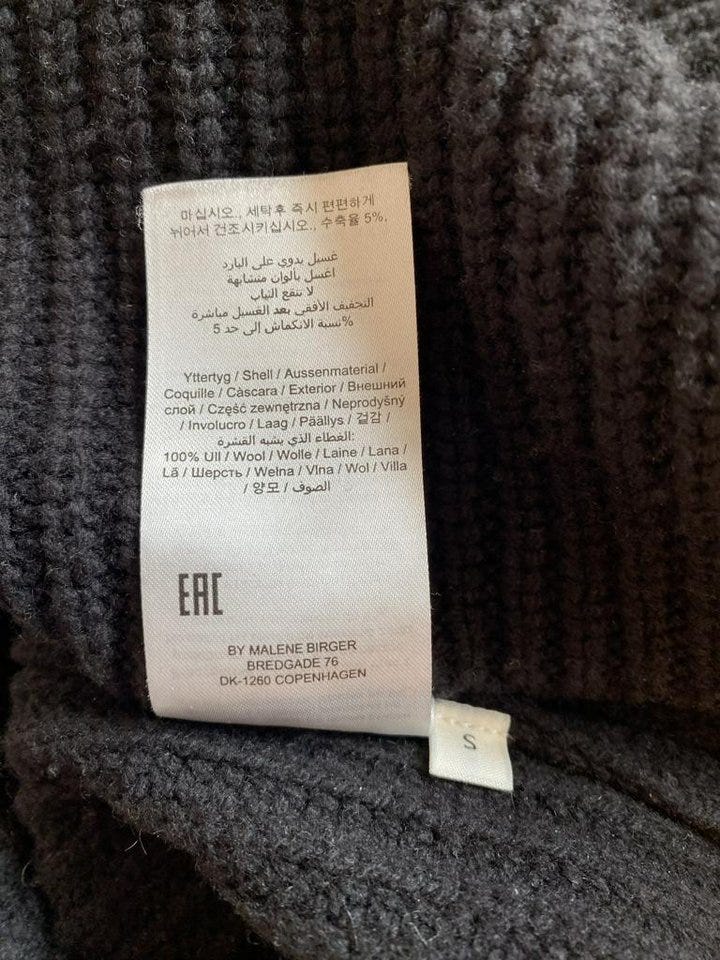 마십시오., 세탁후 즉시 편편하게
뉘어서 건조시키십시오., 수축율 5%.
غسيل يدوي على البارد
اغسل بألوان متشابهة
لا تنقع الثياب
التجفيف الأفقي بعد الغسيل مباشرة
%نسبة الانكماش إلى حد 5
Yttertyg / Shell / Aussenmaterial /
Coquille / Càscara / Exterior / Внешний
слой / Część zewnętrzna / Neprodyšný
/ Involucro / Laag / Päällys / 겉감 /
الغطاء الذي يشبه القشرة:
100% Ull / Wool / Wolle / Laine / Lana /
Lã / Шерсть / Wełna / Vlna / Wol / Villa
/ 양모 / الصوف
EAC
BY MALENE BIRGER
BREDGADE 76
DK-1260 COPENHAGEN
S